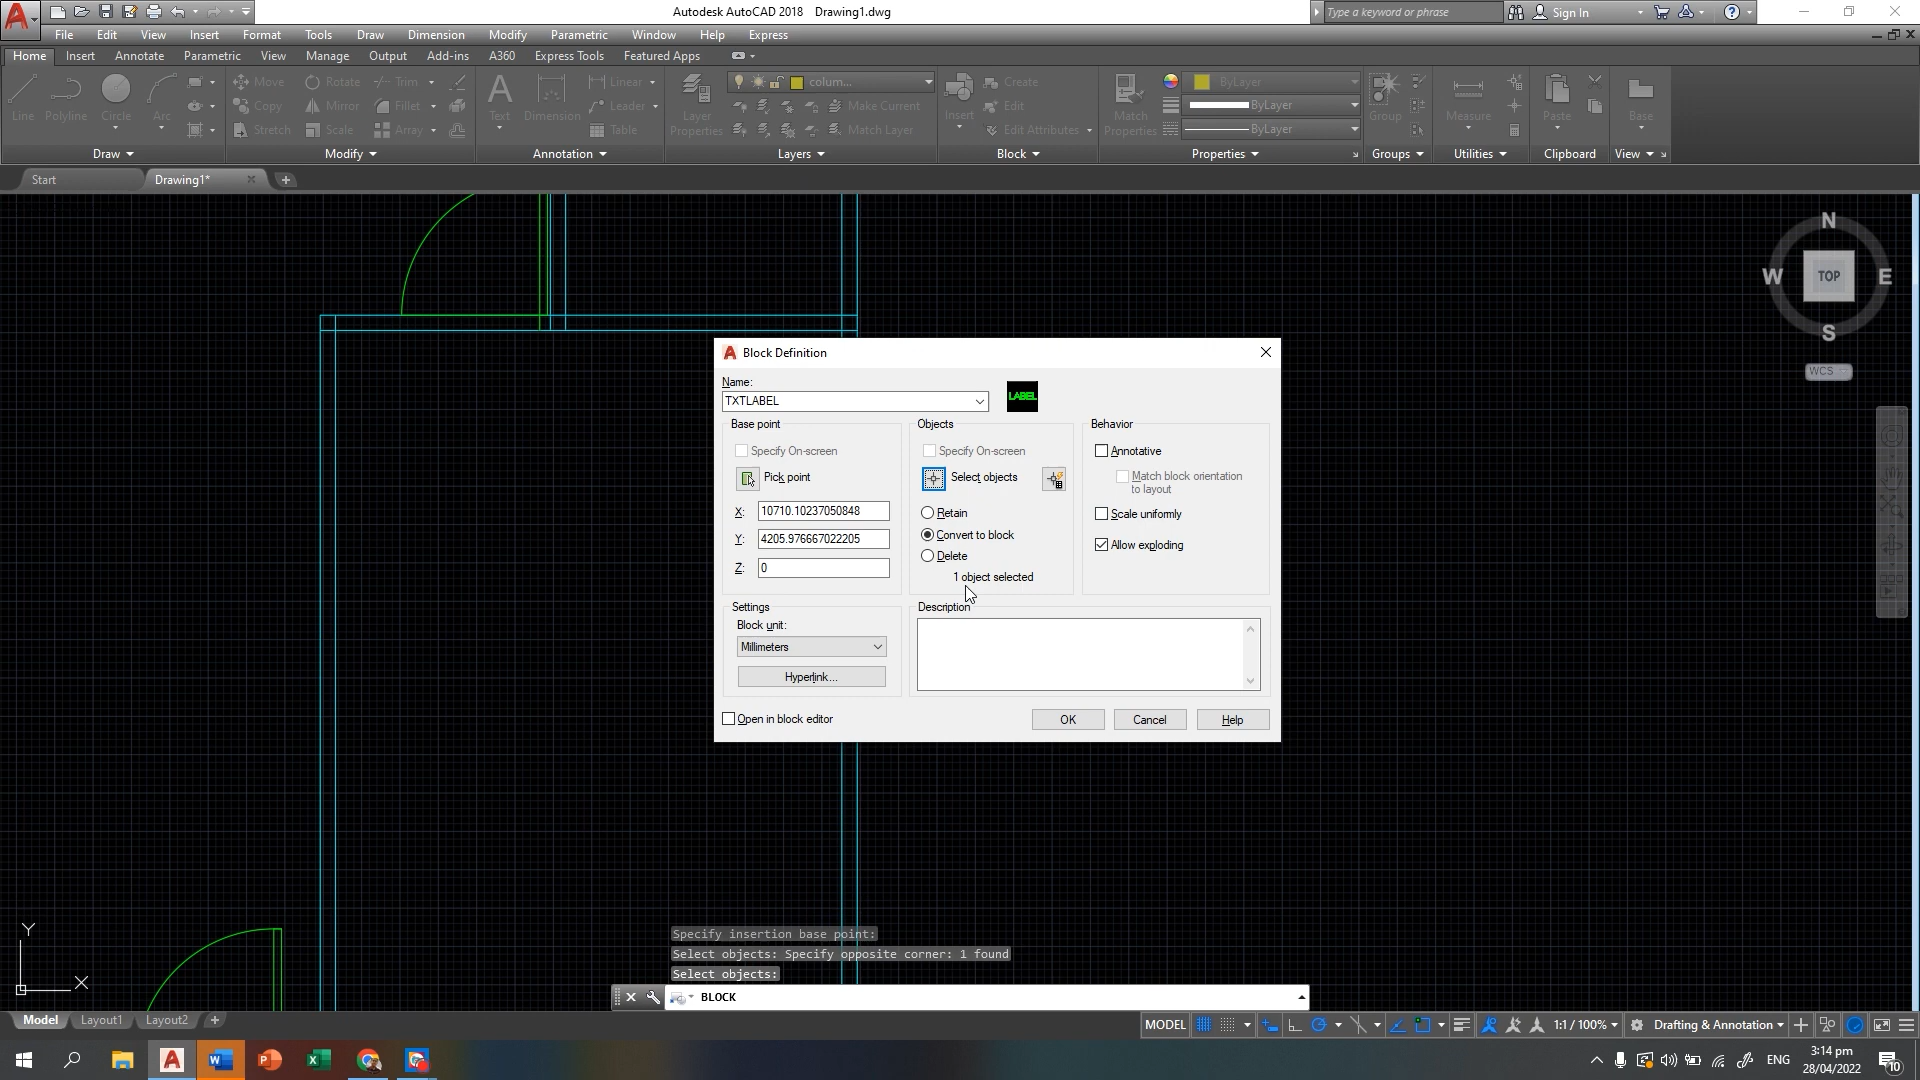 Autodesk AutoCAD 2018 Drawing1.dwg
Type a keyword or phrase
Sign In
File Edit View Insert Format Tools Draw Dimension Modify Parametric Window Help Express
Home Insert Annotate Parametric View Manage Output Add-ins A360 Express Tools Featured Apps
Line Polyline Circle Arc
Move Rotate Trim
Copy Mirror Fillet
Stretch Scale Array
Text Dimension
Linear
Leader
Table
Layer Properties
colum...
Make Current
Match Layer
Insert
Create
Edit
Edit Attributes
Match Properties
ByLayer
ByLayer
ByLayer
Group
Measure
Paste
Base
Draw Modify Annotation Layers Block Properties Groups Utilities Clipboard View
Start Drawing1*
N
W TOP E
S
WCS
Block Definition
Name:
TXTLABEL
LABEL
Base point
Specify On-screen
Pick point
X: 10710.10237050848
Y: 4205.976667022205
Z: 0
Objects
Specify On-screen
Select objects
Retain
Convert to block
Delete
1 object selected
Behavior
Annotative
Match block orientation
to layout
Scale uniformly
Allow exploding
Settings
Block unit:
Millimeters
Hyperlink...
Description
Open in block editor
OK Cancel Help
Y
X
Specify insertion base point:
Select objects: Specify opposite corner: 1 found
Select objects:
BLOCK
Model Layout1 Layout2
MODEL 1:1 / 100% Drafting & Annotation
ENG
3:14 pm
28/04/2022
10